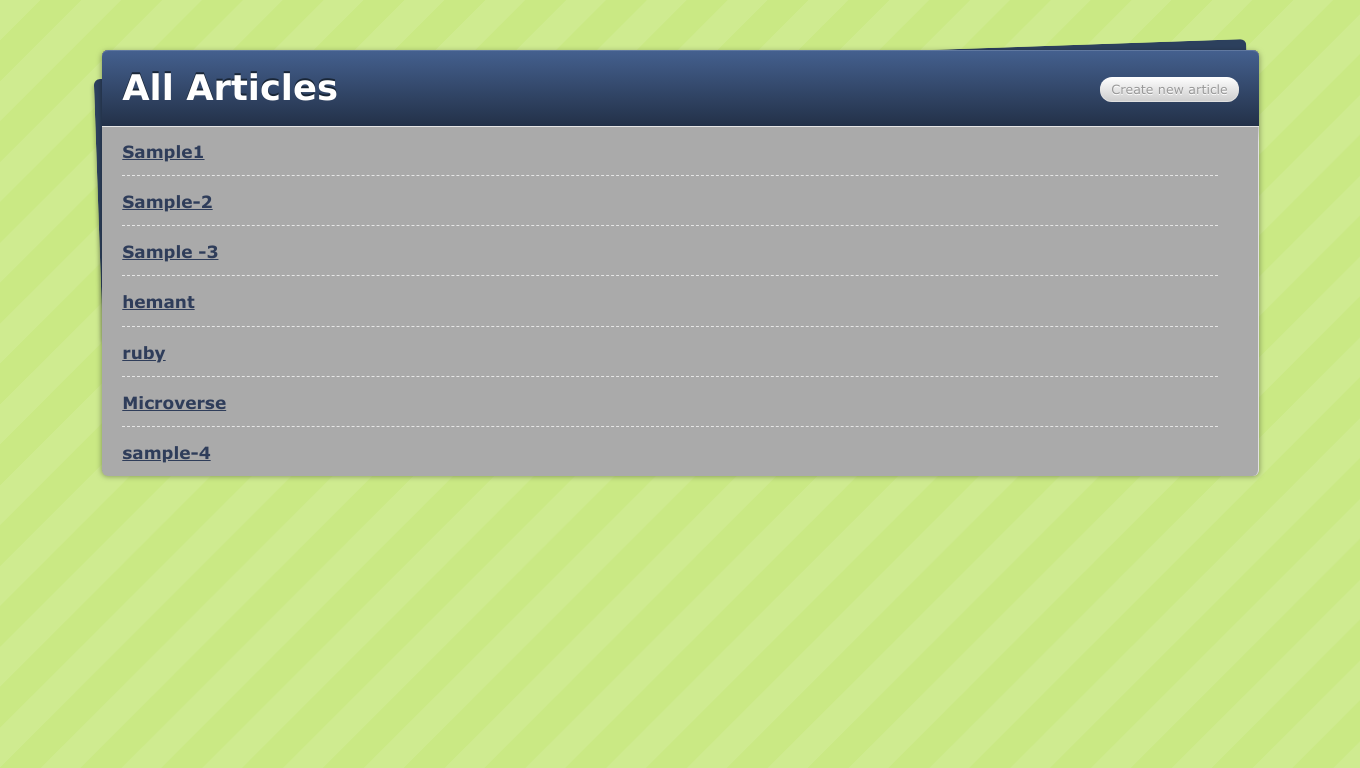 All Articles
Create new article
Sample1
Sample-2
Sample -3
hemant
ruby
Microverse
sample-4